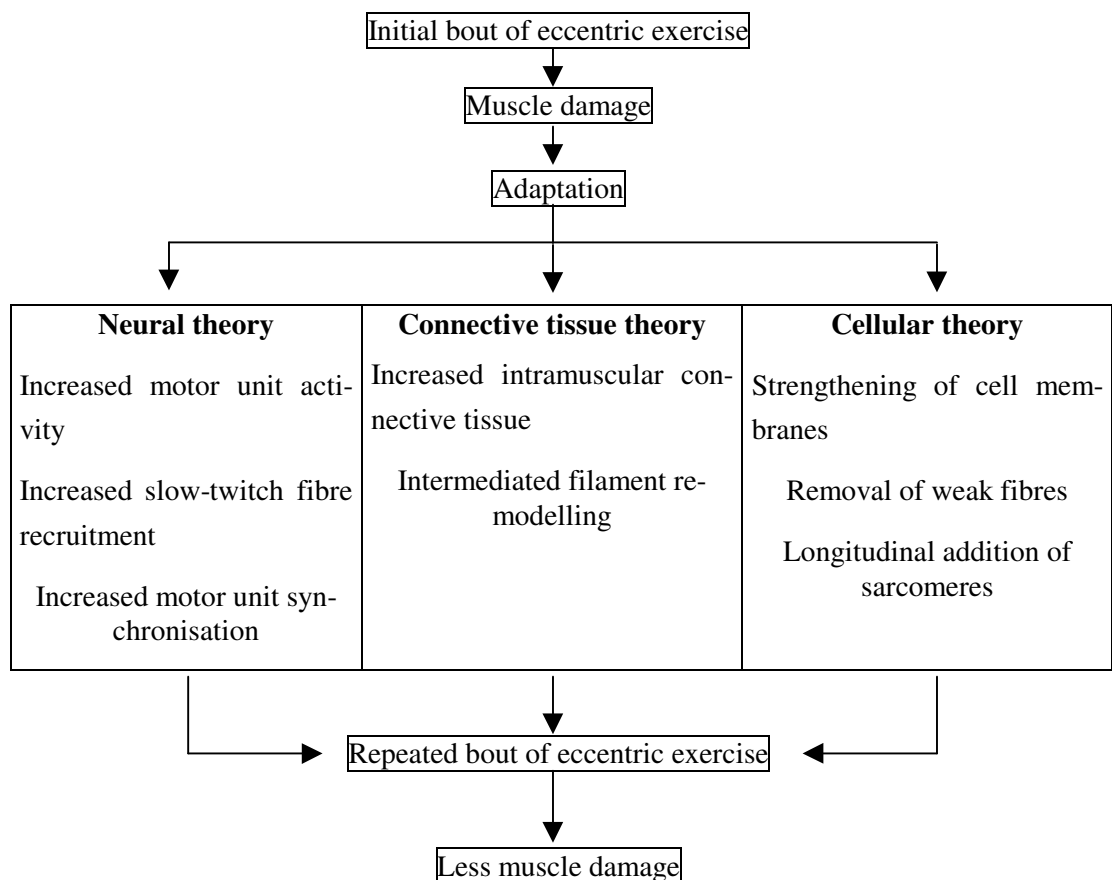 Initial bout of eccentric exercise
Muscle damage
Adaptation
Neural theory
Increased motor unit acti-
vity
Increased slow-twitch fibre
recruitment
Increased motor unit syn-
chronisation
Connective tissue theory
Increased intramuscular con-
nective tissue
Intermediated filament re-
modelling
Cellular theory
Strengthening of cell mem-
branes
Removal of weak fibres
Longitudinal addition of
sarcomeres
Repeated bout of eccentric exercise
Less muscle damage